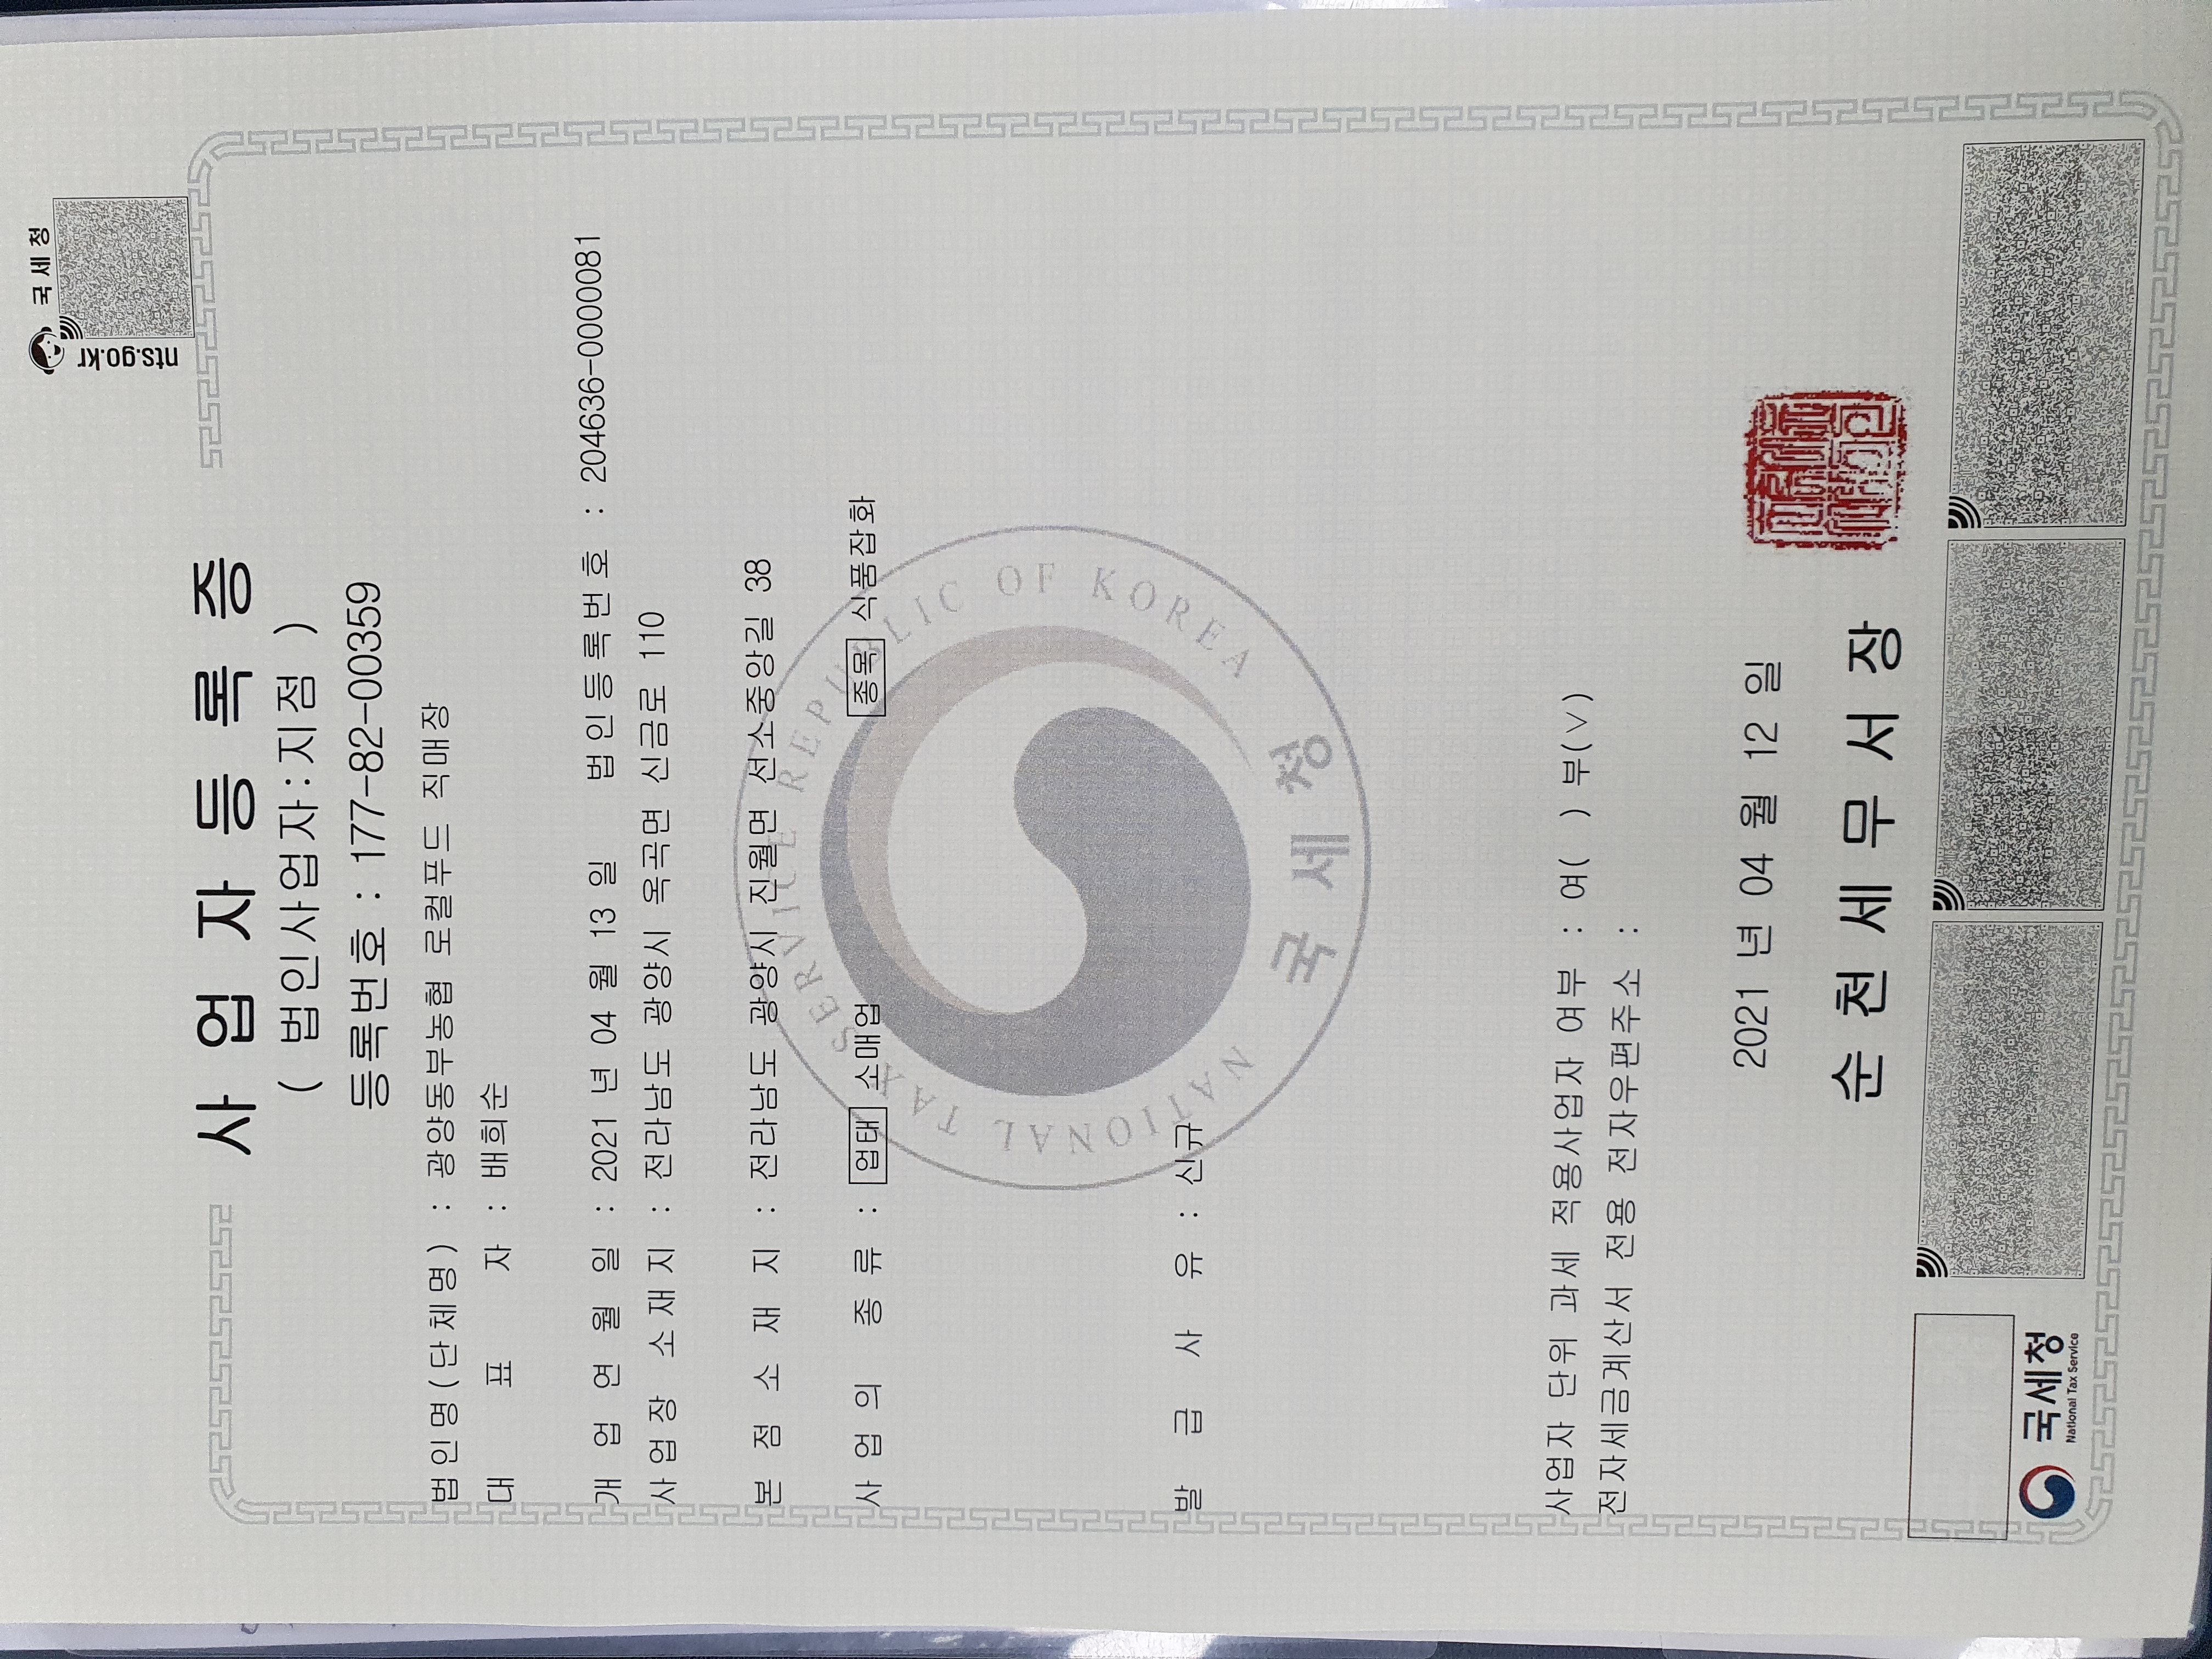 국세청
nts.go.kr
사업자등록증
( 법인사업자:지점 )
등록번호 : 177-82-00359
법인명(단체명) : 광양동부농협 로컬푸드 직매장
대 표 자 : 배희순
개 업 연 월 일 : 2021 년 04 월 13 일 법인등록번호 : 204636-0000081
사업장 소재지 : 전라남도 광양시 옥곡면 신금로 110
본 점 소 재 지 : 전라남도 광양시 진월면 선소중앙길 38
사 업 의 종 류 : 업태 소매업 종목 식품잡화
NATIONAL TAX SERVICE REPUBLIC OF KOREA
국세청
발 급 사 유 : 신규
사업자 단위 과세 적용사업자 여부 : 여( ) 부(∨)
전자세금계산서 전용 전자우편주소 :
2021 년 04 월 12 일
순 천 세 무 서 장
국세청
National Tax Service